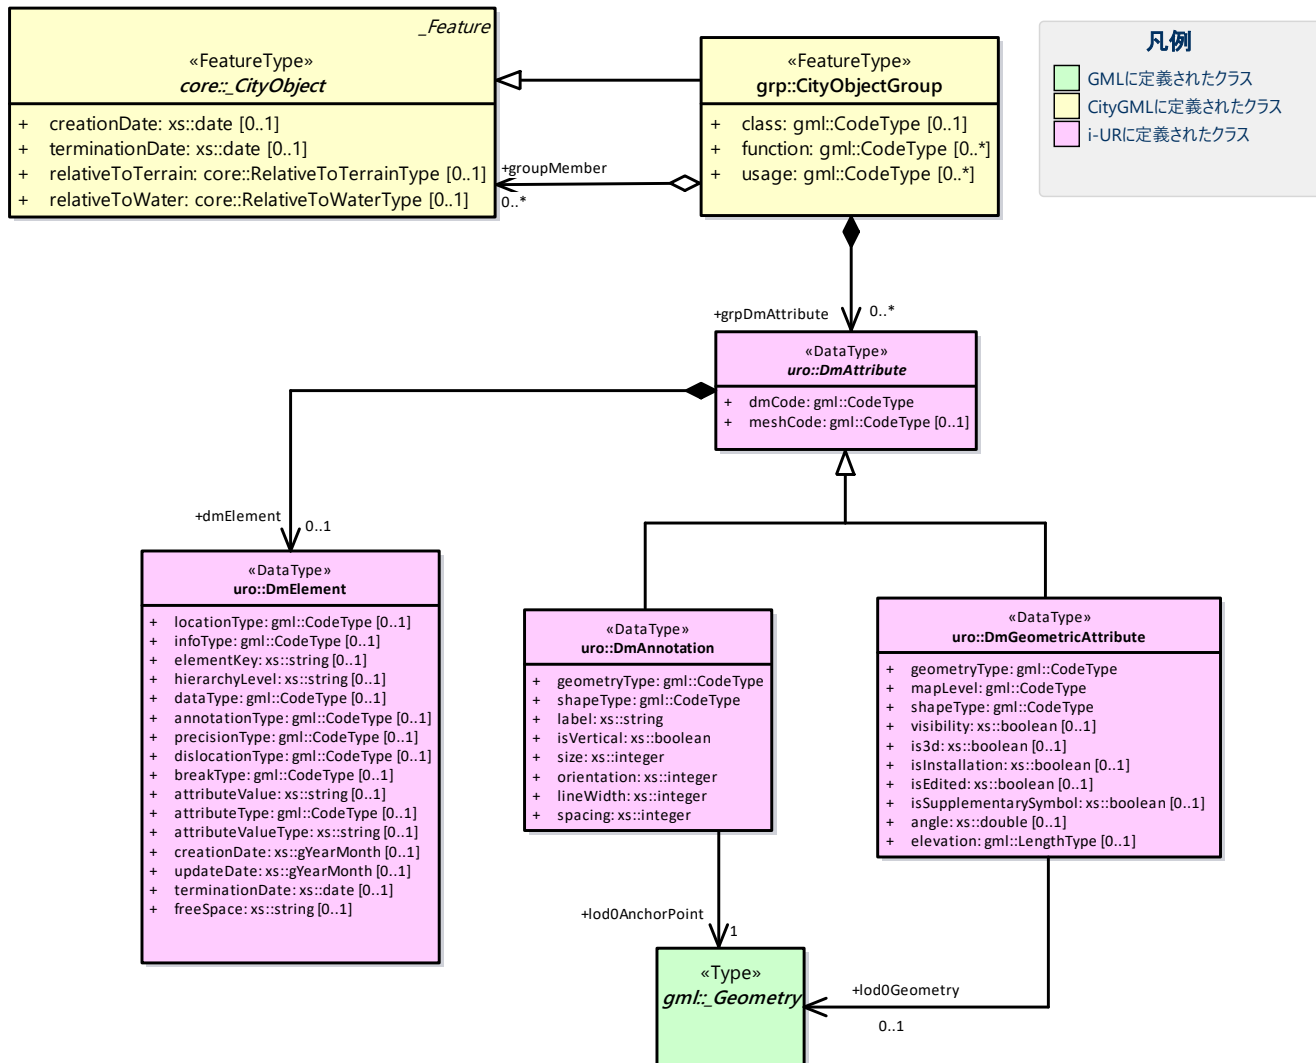 _Feature
«FeatureType»
core::_CityObject
+ creationDate: xs::date [0..1]
+ terminationDate: xs::date [0..1]
+ relativeToTerrain: core::RelativeToTerrainType [0..1]
+ relativeToWater: core::RelativeToWaterType [0..1]
«FeatureType»
grp::CityObjectGroup
+ class: gml::CodeType [0..1]
+ function: gml::CodeType [0..*]
+ usage: gml::CodeType [0..*]
凡例
GMLに定義されたクラス
CityGMLに定義されたクラス
i-URに定義されたクラス
+groupMember
0..*
+grpDmAttribute
0..*
«DataType»
uro::DmAttribute
+ dmCode: gml::CodeType
+ meshCode: gml::CodeType [0..1]
+dmElement
0..1
«DataType»
uro::DmElement
+ locationType: gml::CodeType [0..1]
+ infoType: gml::CodeType [0..1]
+ elementKey: xs::string [0..1]
+ hierarchyLevel: xs::string [0..1]
+ dataType: gml::CodeType [0..1]
+ annotationType: gml::CodeType [0..1]
+ precisionType: gml::CodeType [0..1]
+ dislocationType: gml::CodeType [0..1]
+ breakType: gml::CodeType [0..1]
+ attributeValue: xs::string [0..1]
+ attributeType: gml::CodeType [0..1]
+ attributeValueType: xs::string [0..1]
+ creationDate: xs::gYearMonth [0..1]
+ updateDate: xs::gYearMonth [0..1]
+ terminationDate: xs::date [0..1]
+ freeSpace: xs::string [0..1]
«DataType»
uro::DmAnnotation
+ geometryType: gml::CodeType
+ shapeType: gml::CodeType
+ label: xs::string
+ isVertical: xs::boolean
+ size: xs::integer
+ orientation: xs::integer
+ lineWidth: xs::integer
+ spacing: xs::integer
«DataType»
uro::DmGeometricAttribute
+ geometryType: gml::CodeType
+ mapLevel: gml::CodeType
+ shapeType: gml::CodeType
+ visibility: xs::boolean [0..1]
+ is3d: xs::boolean [0..1]
+ isInstallation: xs::boolean [0..1]
+ isEdited: xs::boolean [0..1]
+ isSupplementarySymbol: xs::boolean [0..1]
+ angle: xs::double [0..1]
+ elevation: gml::LengthType [0..1]
+lod0AnchorPoint
1
«Type»
gml::_Geometry
+lod0Geometry
0..1